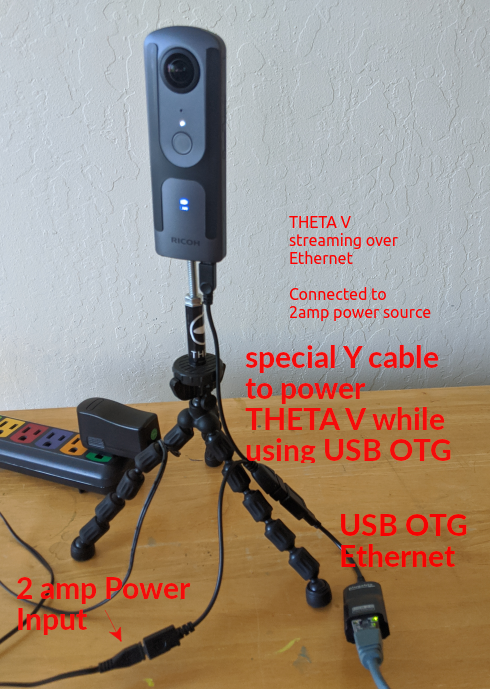 RICOH
THETA V
streaming over
Ethernet
Connected to
2amp power source
special Y cable
to power
THETA V while
using USB OTG
USB OTG
Ethernet
2 amp Power
Input